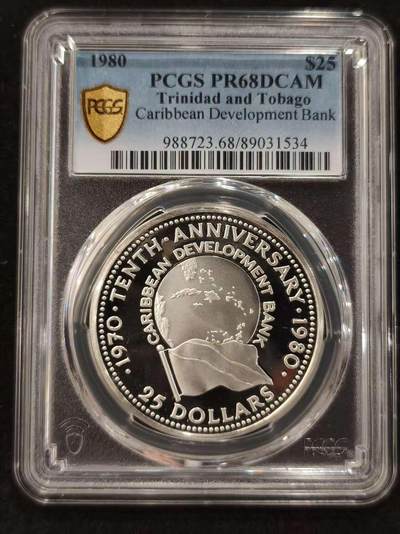 1980 $25
PCGS PR68DCAM
Trinidad and Tobago
Caribbean Development Bank
988723.68/89031534
PCGS
1970 · TENTH · ANNIVERSARY · 1980 ·
CARIBBEAN DEVELOPMENT BANK
25 DOLLARS
PCGS